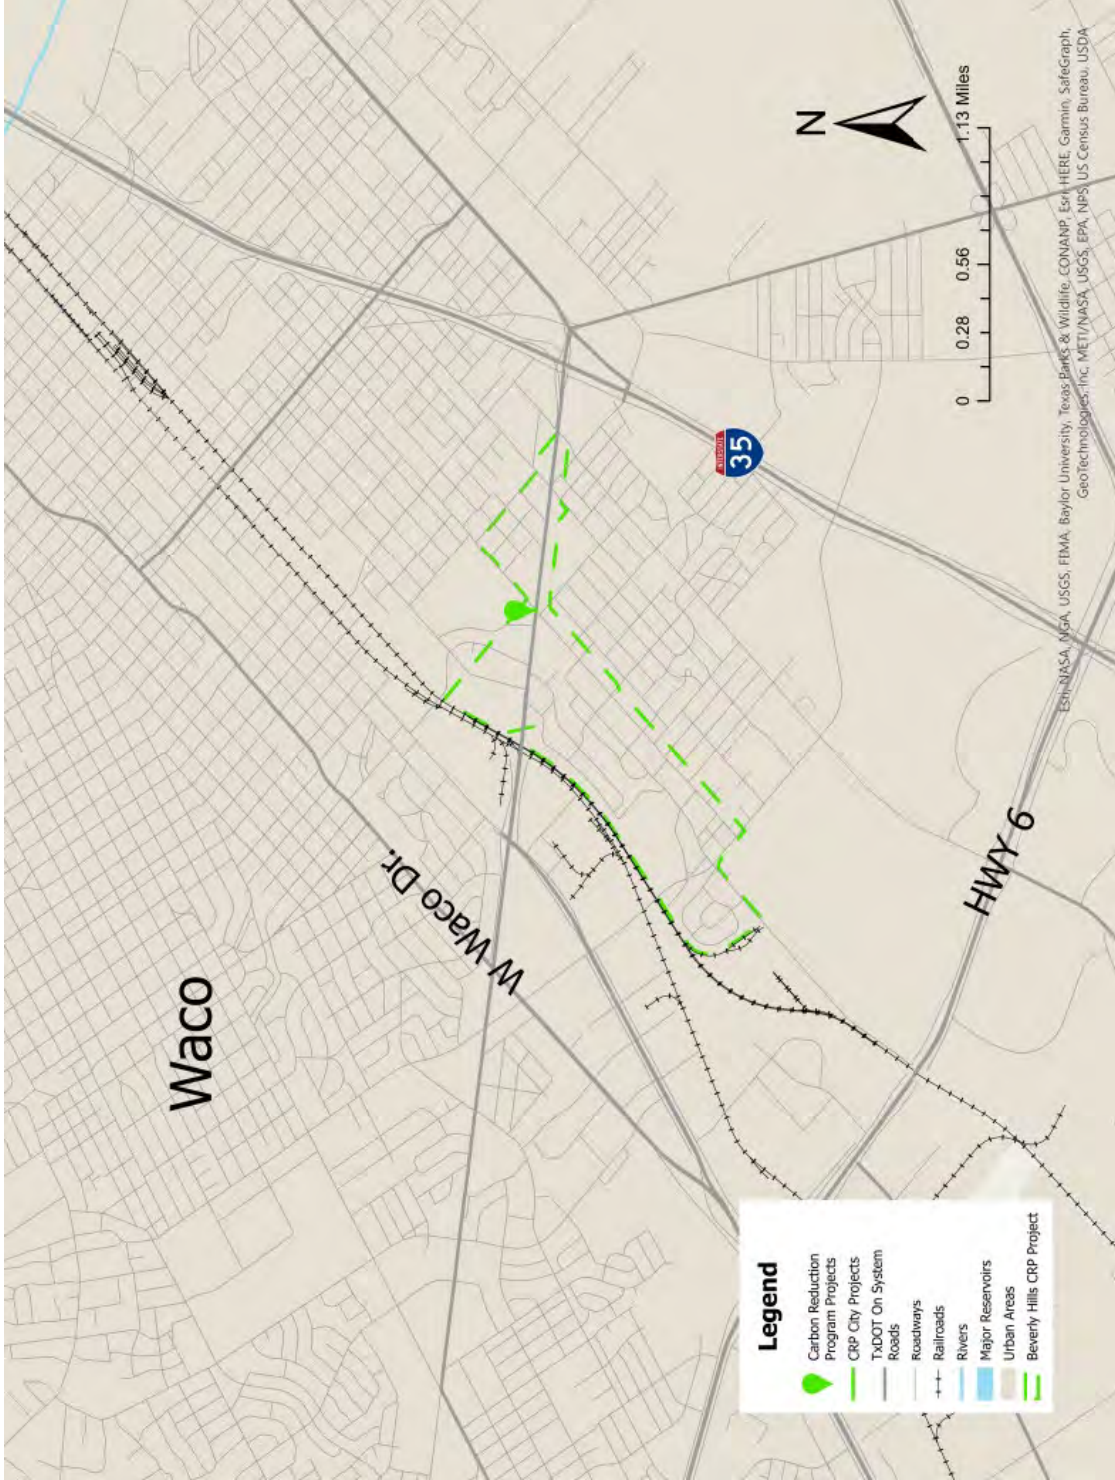 Waco
W Waco Dr.
INTERSTATE
35
HWY 6
N
0 0.28 0.56 1.13 Miles
Legend
Carbon Reduction
Program Projects
CRP City Projects
TxDOT On System
Roads
Roadways
Railroads
Rivers
Major Reservoirs
Urban Areas
Beverly Hills CRP Project
Esri, NASA, NGA, USGS, FEMA, Baylor University, Texas Parks & Wildlife, CONANP, Esri, HERE, Garmin, SafeGraph,
GeoTechnologies, Inc, METI/NASA, USGS, EPA, NPS, US Census Bureau, USDA